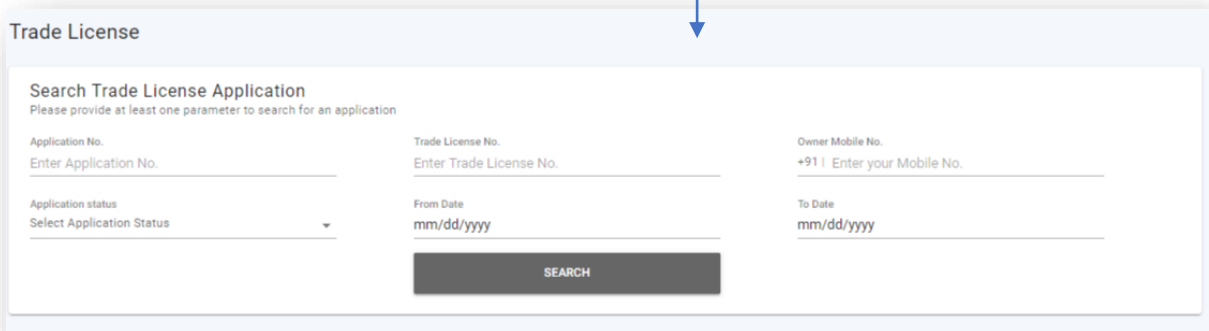 Trade License
Search Trade License Application
Please provide at least one parameter to search for an application
Application No.
Enter Application No.
Trade License No.
Enter Trade License No.
Owner Mobile No.
+91 | Enter your Mobile No.
Application status
Select Application Status
From Date
mm/dd/yyyy
To Date
mm/dd/yyyy
SEARCH